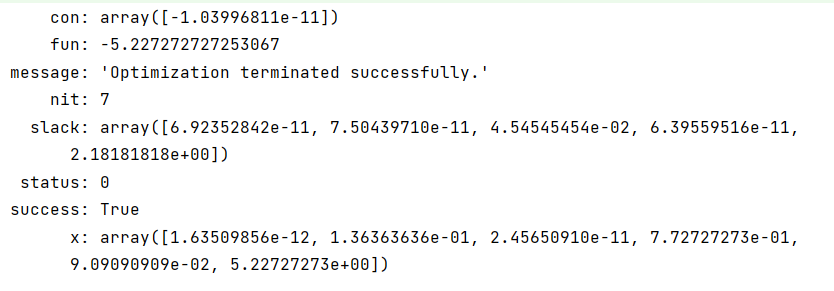 con: array([-1.03996811e-11])
fun: -5.227272727253067
message: 'Optimization terminated successfully.'
nit: 7
slack: array([6.92352842e-11, 7.50439710e-11, 4.54545454e-02, 6.39559516e-11,
2.18181818e+00])
status: 0
success: True
x: array([1.63509856e-12, 1.36363636e-01, 2.45650910e-11, 7.72727273e-01,
9.09090909e-02, 5.22727273e+00])